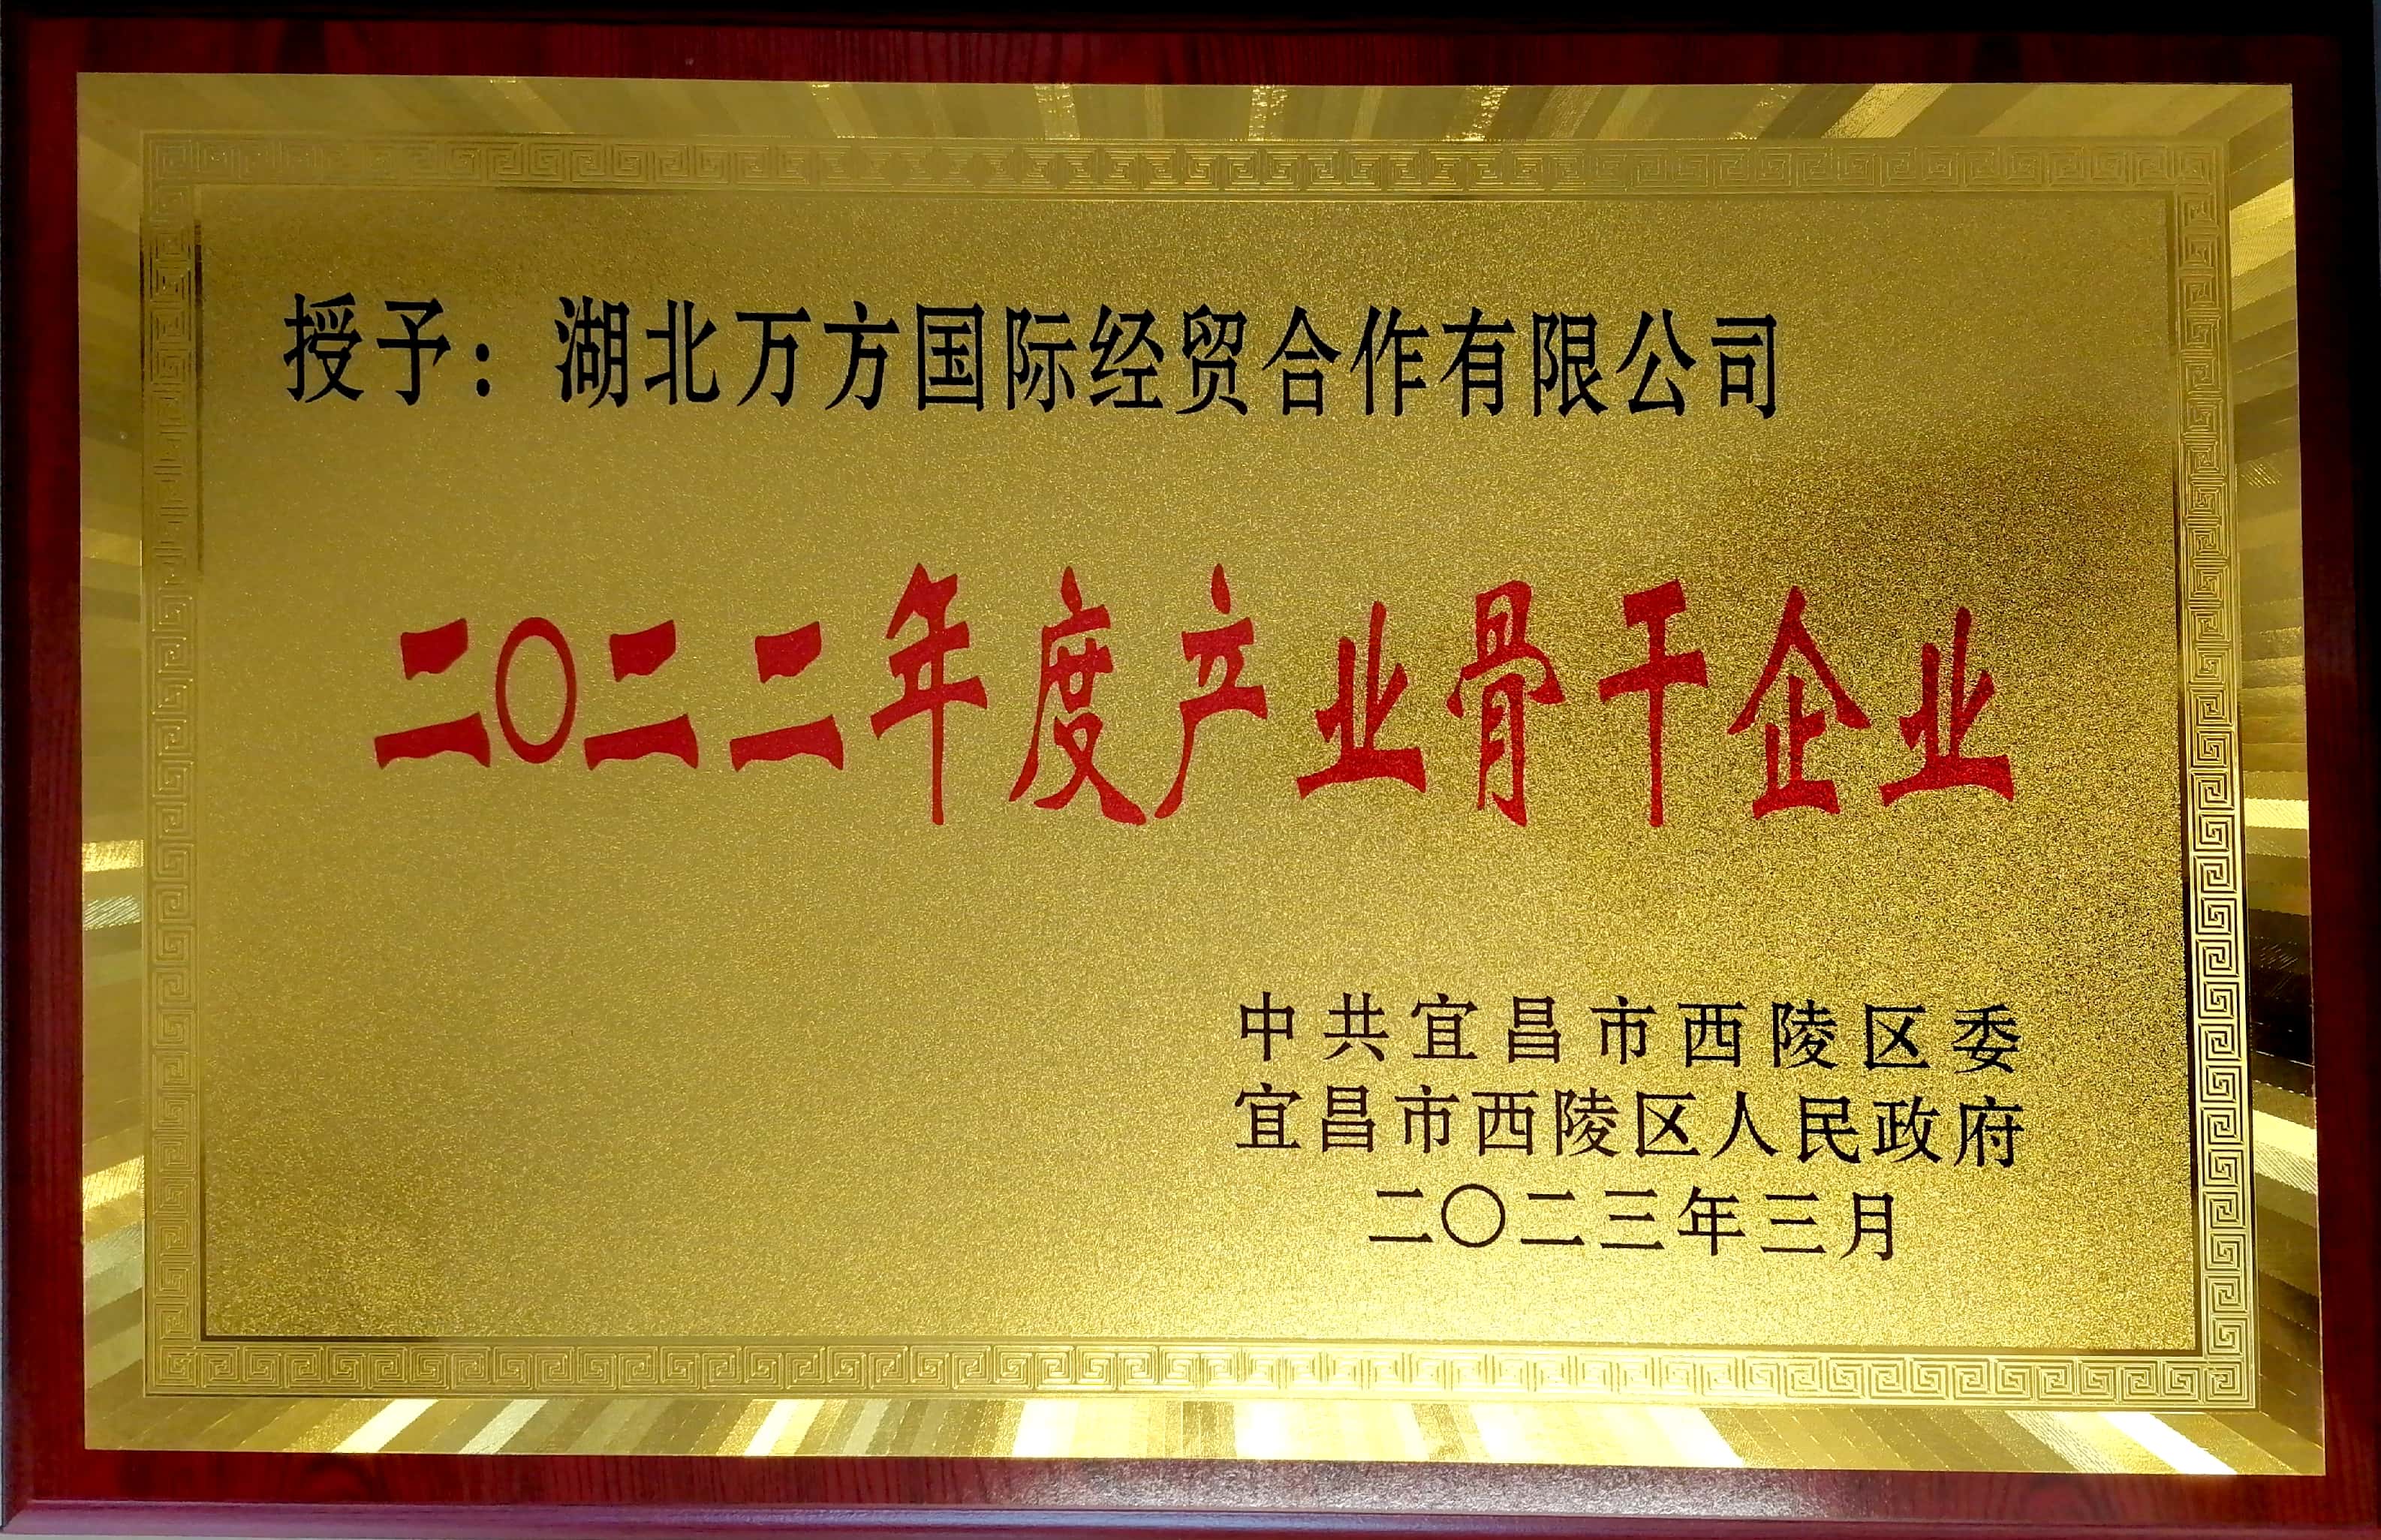 授予：湖北万方国际经贸合作有限公司
二〇二二年度产业骨干企业
中共宜昌市西陵区委
宜昌市西陵区人民政府
二〇二三年三月